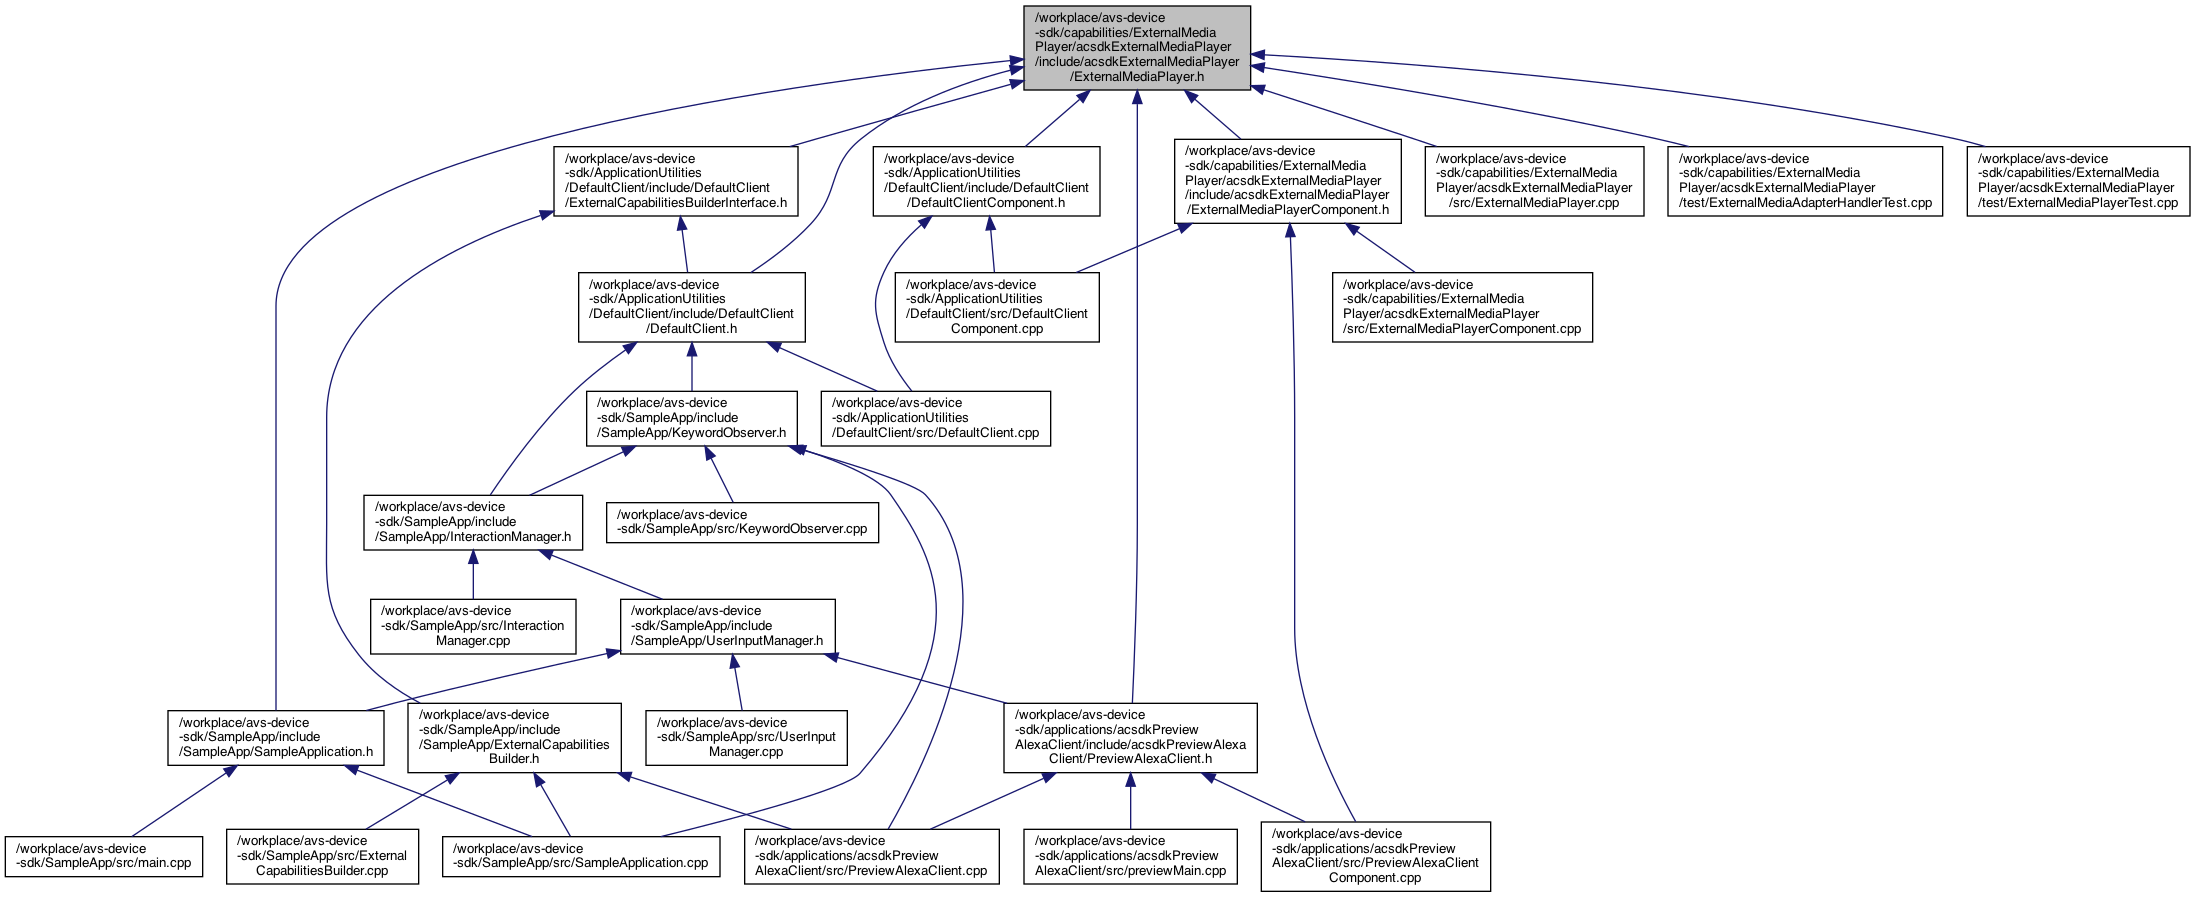 /workplace/avs-device
-sdk/capabilities/ExternalMedia
Player/acsdkExternalMediaPlayer
/include/acsdkExternalMediaPlayer
/ExternalMediaPlayer.h
/workplace/avs-device
-sdk/ApplicationUtilities
/DefaultClient/include/DefaultClient
/ExternalCapabilitiesBuilderInterface.h
/workplace/avs-device
-sdk/ApplicationUtilities
/DefaultClient/include/DefaultClient
/DefaultClientComponent.h
/workplace/avs-device
-sdk/capabilities/ExternalMedia
Player/acsdkExternalMediaPlayer
/include/acsdkExternalMediaPlayer
/ExternalMediaPlayerComponent.h
/workplace/avs-device
-sdk/capabilities/ExternalMedia
Player/acsdkExternalMediaPlayer
/src/ExternalMediaPlayer.cpp
/workplace/avs-device
-sdk/capabilities/ExternalMedia
Player/acsdkExternalMediaPlayer
/test/ExternalMediaAdapterHandlerTest.cpp
/workplace/avs-device
-sdk/capabilities/ExternalMedia
Player/acsdkExternalMediaPlayer
/test/ExternalMediaPlayerTest.cpp
/workplace/avs-device
-sdk/ApplicationUtilities
/DefaultClient/include/DefaultClient
/DefaultClient.h
/workplace/avs-device
-sdk/ApplicationUtilities
/DefaultClient/src/DefaultClient
Component.cpp
/workplace/avs-device
-sdk/capabilities/ExternalMedia
Player/acsdkExternalMediaPlayer
/src/ExternalMediaPlayerComponent.cpp
/workplace/avs-device
-sdk/SampleApp/include
/SampleApp/KeywordObserver.h
/workplace/avs-device
-sdk/ApplicationUtilities
/DefaultClient/src/DefaultClient.cpp
/workplace/avs-device
-sdk/SampleApp/include
/SampleApp/InteractionManager.h
/workplace/avs-device
-sdk/SampleApp/src/KeywordObserver.cpp
/workplace/avs-device
-sdk/SampleApp/src/Interaction
Manager.cpp
/workplace/avs-device
-sdk/SampleApp/include
/SampleApp/UserInputManager.h
/workplace/avs-device
-sdk/SampleApp/include
/SampleApp/SampleApplication.h
/workplace/avs-device
-sdk/SampleApp/include
/SampleApp/ExternalCapabilities
Builder.h
/workplace/avs-device
-sdk/SampleApp/src/UserInput
Manager.cpp
/workplace/avs-device
-sdk/applications/acsdkPreview
AlexaClient/include/acsdkPreviewAlexa
Client/PreviewAlexaClient.h
/workplace/avs-device
-sdk/SampleApp/src/main.cpp
/workplace/avs-device
-sdk/SampleApp/src/External
CapabilitiesBuilder.cpp
/workplace/avs-device
-sdk/SampleApp/src/SampleApplication.cpp
/workplace/avs-device
-sdk/applications/acsdkPreview
AlexaClient/src/PreviewAlexaClient.cpp
/workplace/avs-device
-sdk/applications/acsdkPreview
AlexaClient/src/previewMain.cpp
/workplace/avs-device
-sdk/applications/acsdkPreview
AlexaClient/src/PreviewAlexaClient
Component.cpp